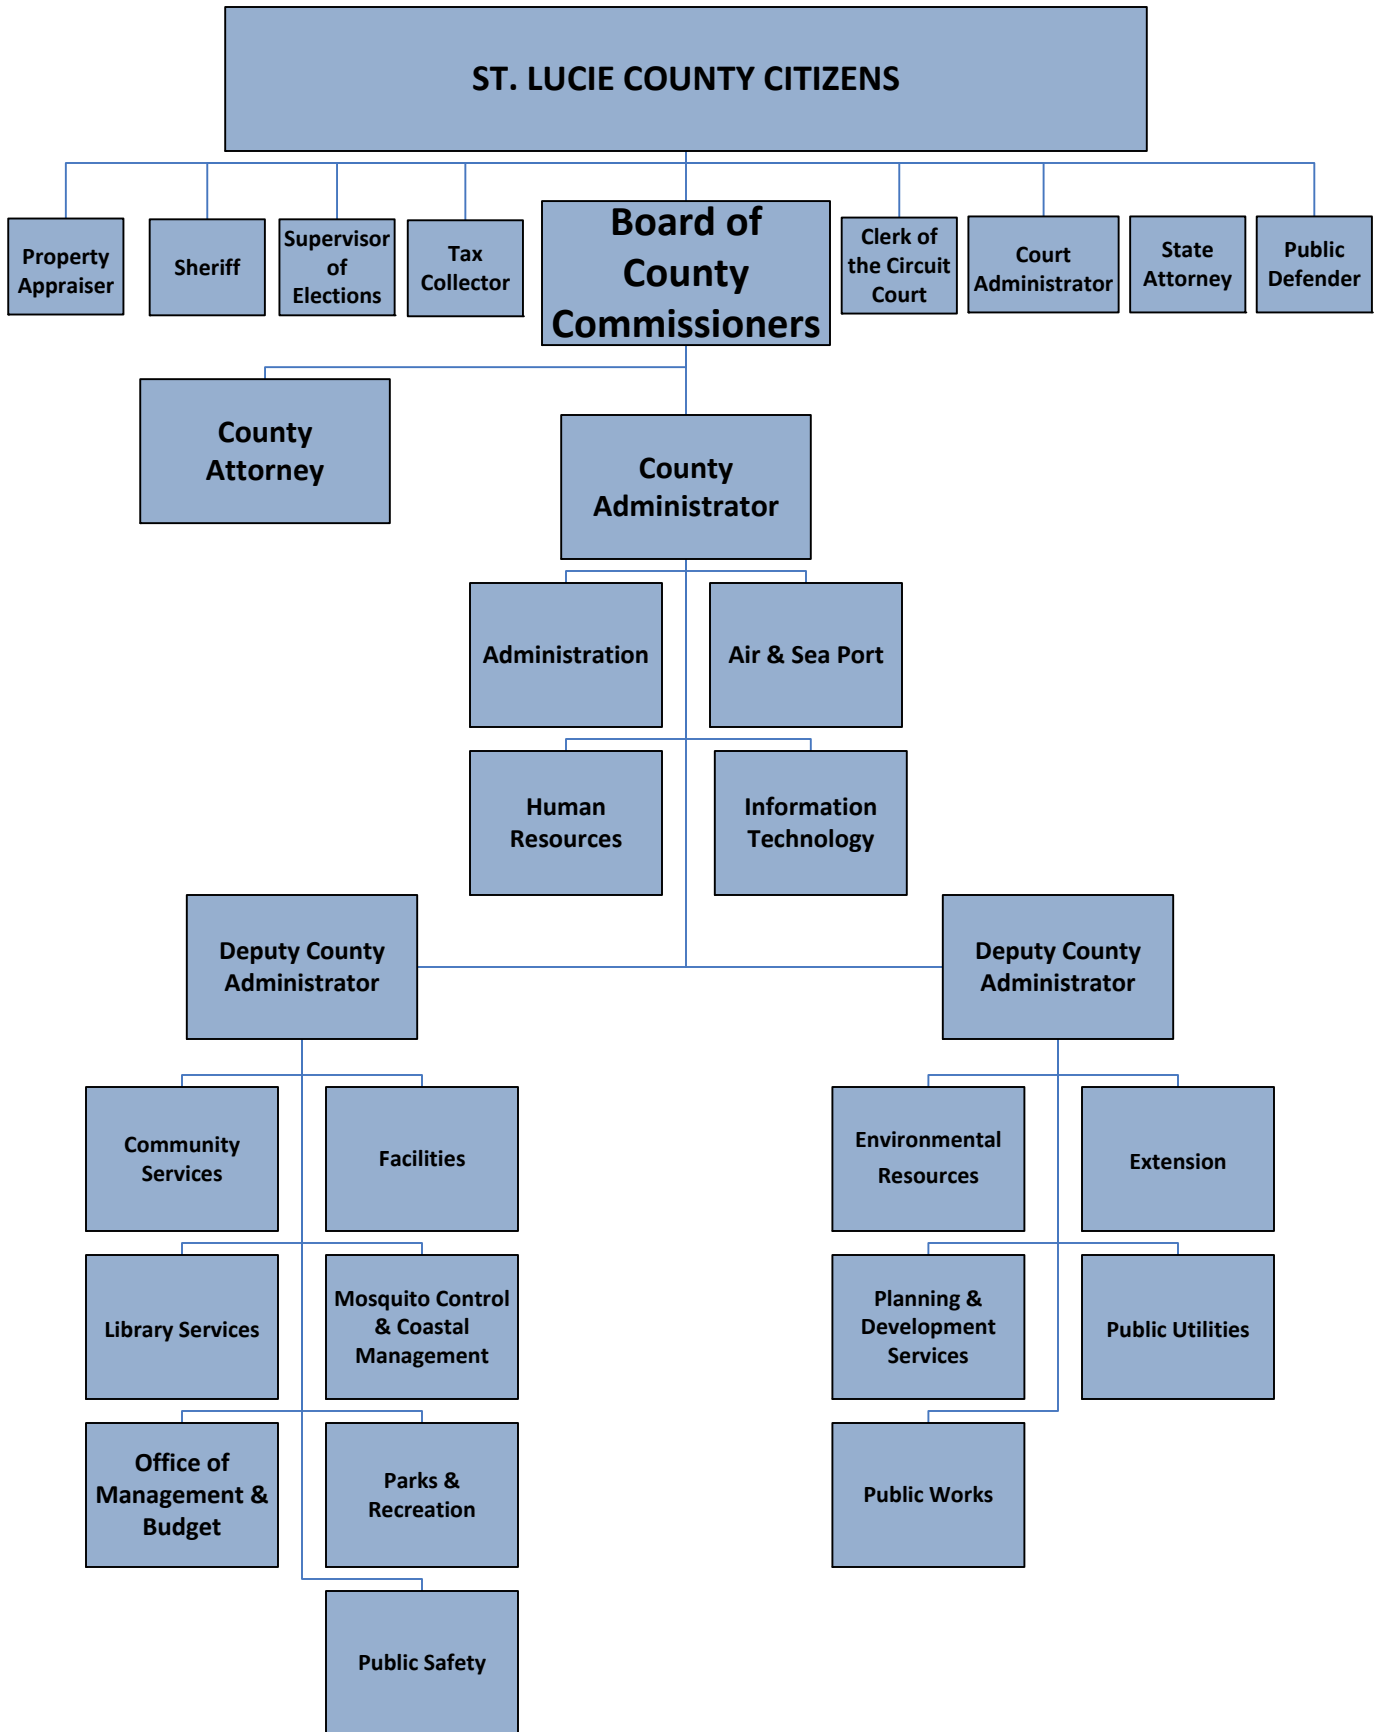 ST. LUCIE COUNTY CITIZENS
Property
Appraiser
Sheriff
Supervisor
of
Elections
Tax
Collector
Board of
County
Commissioners
Clerk of
the Circuit
Court
Court
Administrator
State
Attorney
Public
Defender
County
Attorney
County
Administrator
Administration
Air & Sea Port
Human
Resources
Information
Technology
Deputy County
Administrator
Deputy County
Administrator
Community
Services
Facilities
Environmental
Resources
Extension
Library Services
Mosquito Control
& Coastal
Management
Planning &
Development
Services
Public Utilities
Office of
Management &
Budget
Parks &
Recreation
Public Works
Public Safety